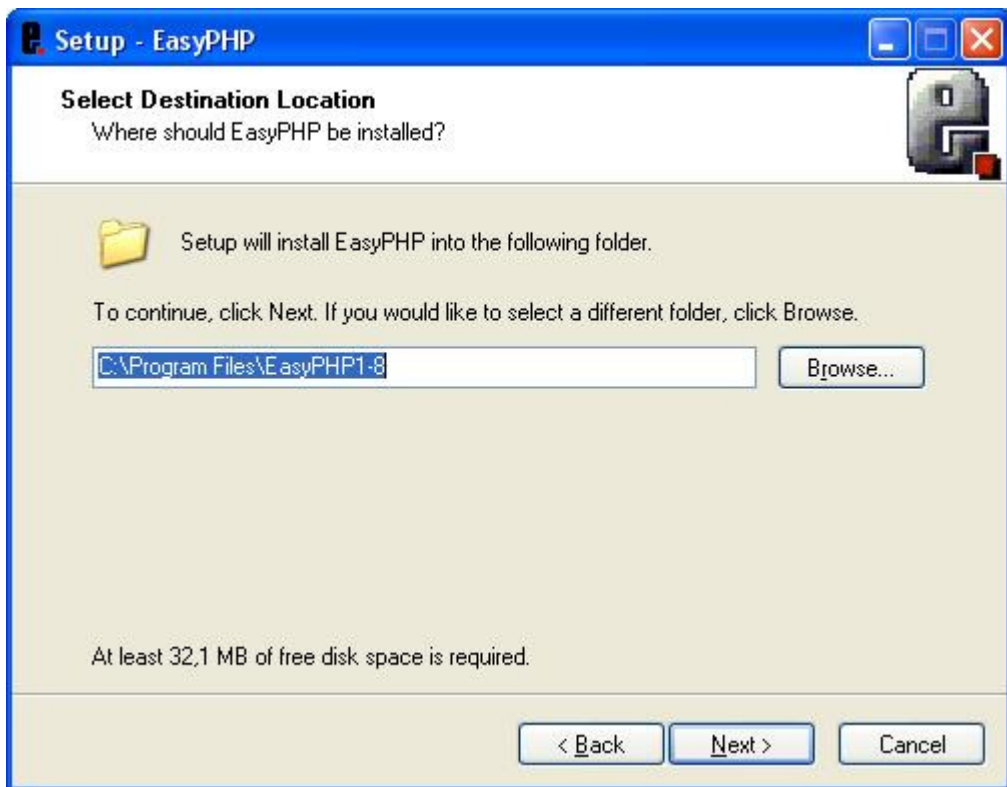 Setup - EasyPHP
Select Destination Location
Where should EasyPHP be installed?
Setup will install EasyPHP into the following folder.
To continue, click Next. If you would like to select a different folder, click Browse.
C:\Program Files\EasyPHP1-8
Browse...
At least 32,1 MB of free disk space is required.
< Back
Next >
Cancel